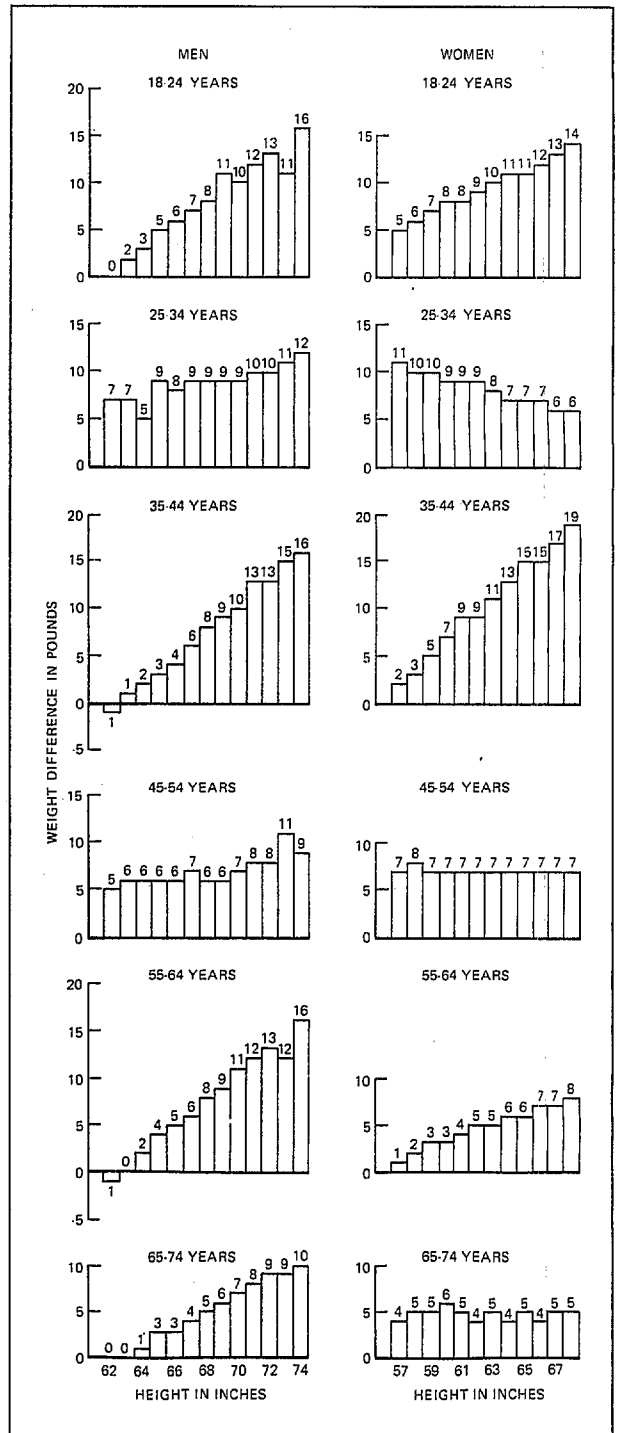 MEN
18-24 YEARS
20
15
10
5
0
0 2 3 5 6 7 8 11 10 12 13 11 16
25-34 YEARS
15
10
5
0
7 7 5 9 8 9 9 9 9 10 10 11 12
WEIGHT DIFFERENCE IN POUNDS
35-44 YEARS
20
15
10
5
0
-5
1 1 2 3 4 6 8 9 10 13 13 15 16
45-54 YEARS
15
10
5
0
5 6 6 6 6 7 6 6 7 8 8 11 9
55-64 YEARS
20
15
10
5
0
-5
1 0 2 4 5 6 8 9 11 12 13 12 16
65-74 YEARS
10
5
0
0 0 1 3 3 4 5 6 7 8 9 9 10
62 64 66 68 70 72 74
HEIGHT IN INCHES
WOMEN
18-24 YEARS
15
10
5
0
5 6 7 8 8 9 10 11 11 12 13 14
25-34 YEARS
15
10
5
0
11 10 10 9 9 9 8 7 7 7 6 6
35-44 YEARS
20
15
10
5
0
2 3 5 7 9 9 11 13 15 15 17 19
45-54 YEARS
10
5
0
7 8 7 7 7 7 7 7 7 7 7 7
55-64 YEARS
10
5
0
1 2 3 3 4 5 5 6 6 7 7 8
65-74 YEARS
10
5
0
4 5 5 6 5 4 5 4 5 4 5 5
57 59 61 63 65 67
HEIGHT IN INCHES